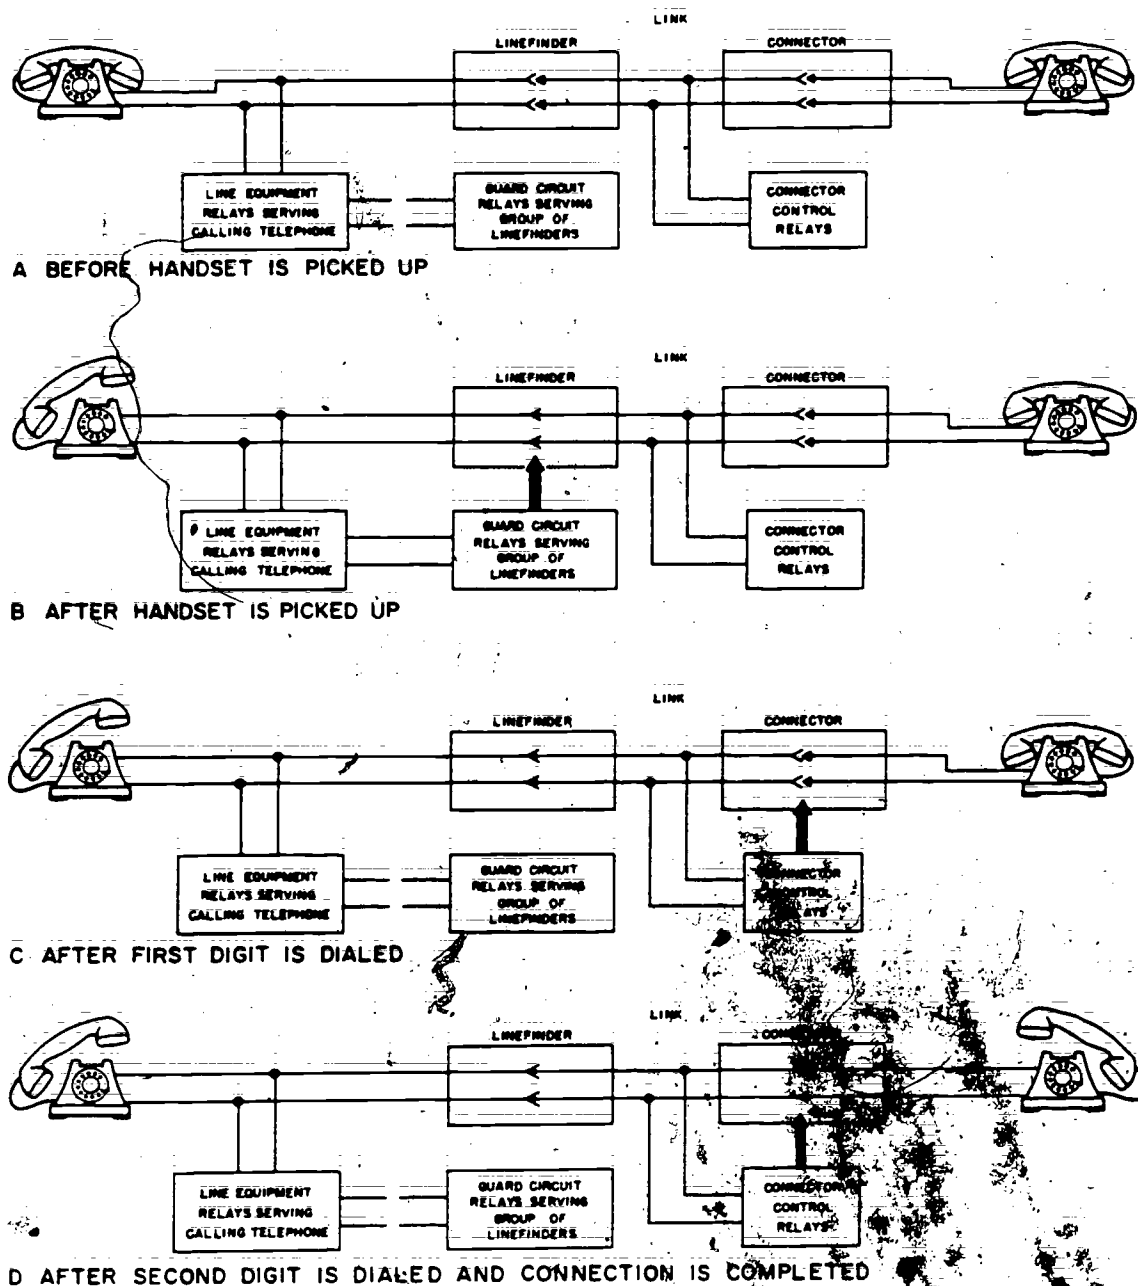 LINK
LINEFINDER
CONNECTOR
LINE EQUIPMENT
RELAYS SERVING
CALLING TELEPHONE
GUARD CIRCUIT
RELAYS SERVING
GROUP OF
LINEFINDERS
CONNECTOR
CONTROL
RELAYS
A BEFORE HANDSET IS PICKED UP
LINK
LINEFINDER
CONNECTOR
LINE EQUIPMENT
RELAYS SERVING
CALLING TELEPHONE
GUARD CIRCUIT
RELAYS SERVING
GROUP OF
LINEFINDERS
CONNECTOR
CONTROL
RELAYS
B AFTER HANDSET IS PICKED UP
LINK
LINEFINDER
CONNECTOR
LINE EQUIPMENT
RELAYS SERVING
CALLING TELEPHONE
GUARD CIRCUIT
RELAYS SERVING
GROUP OF
LINEFINDERS
CONNECTOR
CONTROL
RELAYS
C AFTER FIRST DIGIT IS DIALED
LINK
LINEFINDER
CONNECTOR
LINE EQUIPMENT
RELAYS SERVING
CALLING TELEPHONE
GUARD CIRCUIT
RELAYS SERVING
GROUP OF
LINEFINDERS
CONNECTOR
CONTROL
RELAYS
D AFTER SECOND DIGIT IS DIALED AND CONNECTION IS COMPLETED